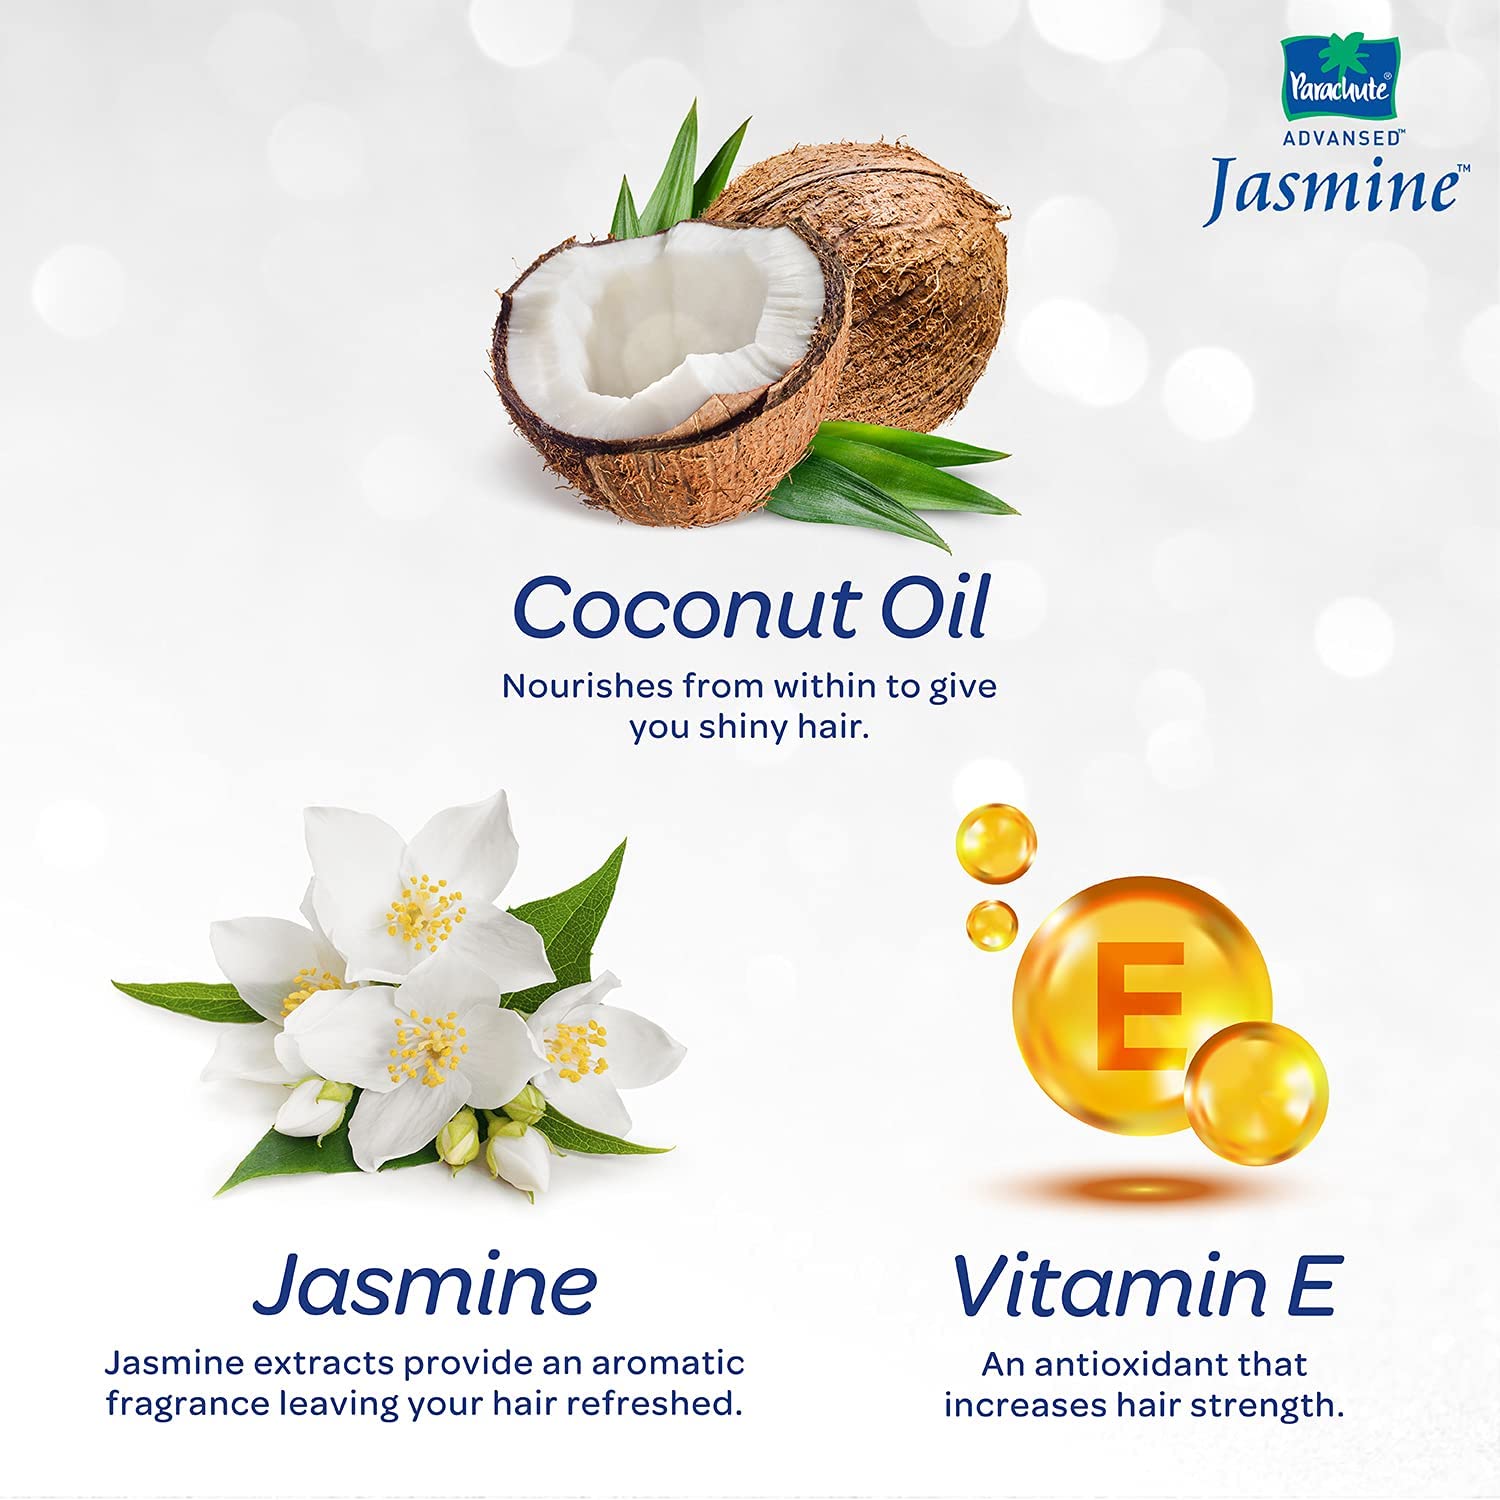 Parachute®
ADVANSED™
Jasmine™
Coconut Oil
Nourishes from within to give
you shiny hair.
Jasmine
Jasmine extracts provide an aromatic
fragrance leaving your hair refreshed.
E
Vitamin E
An antioxidant that
increases hair strength.